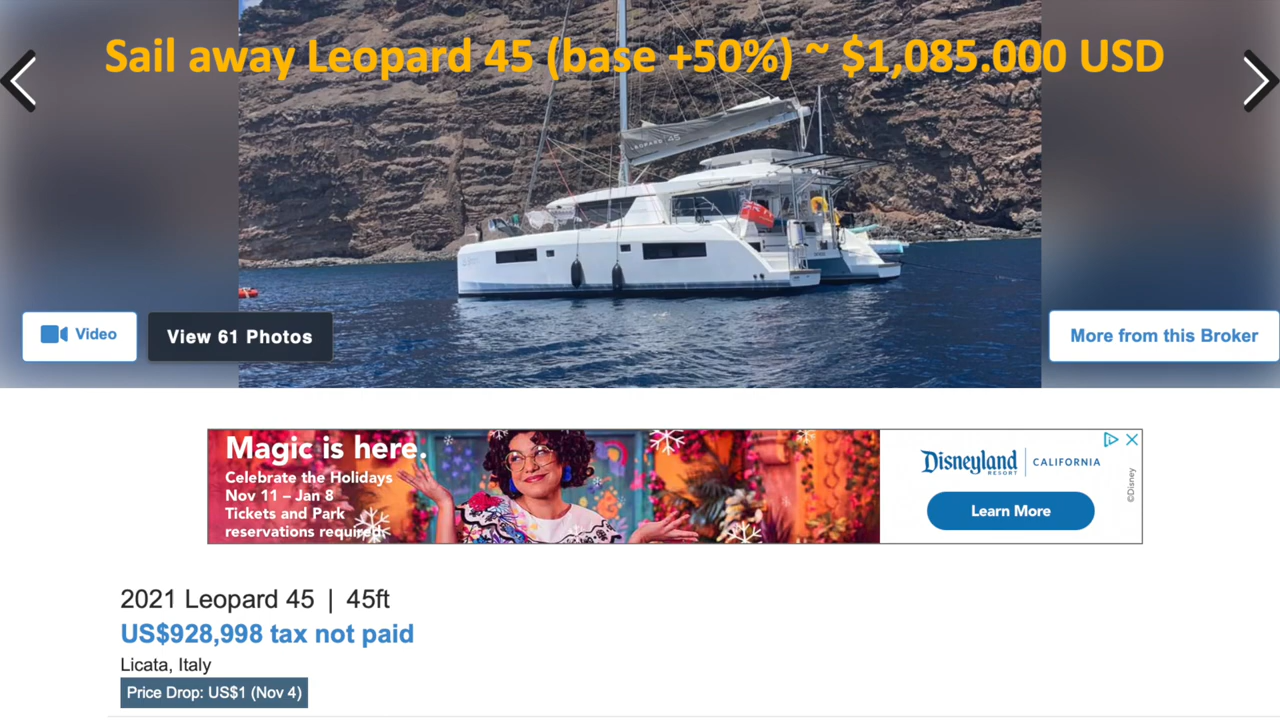 Sail away Leopard 45 (base +50%) ~ $1,085.000 USD
LEOPARD 45
Video
View 61 Photos
More from this Broker
Magic is here.
Celebrate the Holidays
Nov 11 – Jan 8
Tickets and Park
reservations required.
Disneyland
RESORT
CALIFORNIA
Learn More
©Disney
2021 Leopard 45 | 45ft
US$928,998 tax not paid
Licata, Italy
Price Drop: US$1 (Nov 4)